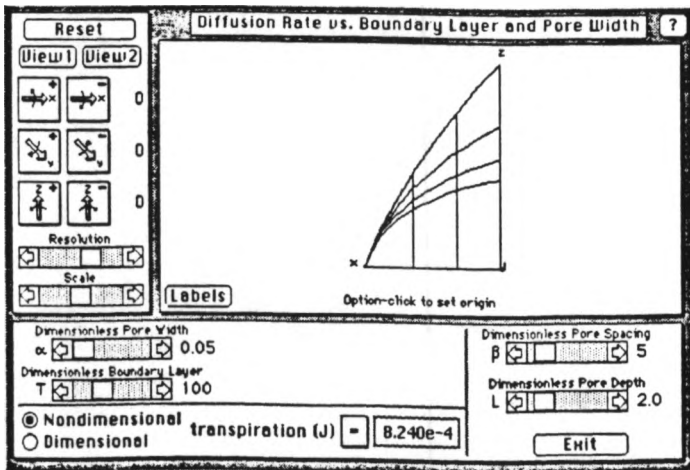 Reset
Diffusion Rate vs. Boundary Layer and Pore Width
?
View1
View2
+
x
-
x
0
+
y
-
y
0
z +
z -
0
Resolution
Scale
z
x
Labels
Option-click to set origin
Dimensionless Pore Width
α 0.05
Dimensionless Boundary Layer
T 100
Dimensionless Pore Spacing
β 5
Dimensionless Pore Depth
L 2.0
Nondimensional
Dimensional
transpiration (J) = 8.240e-4
Exit